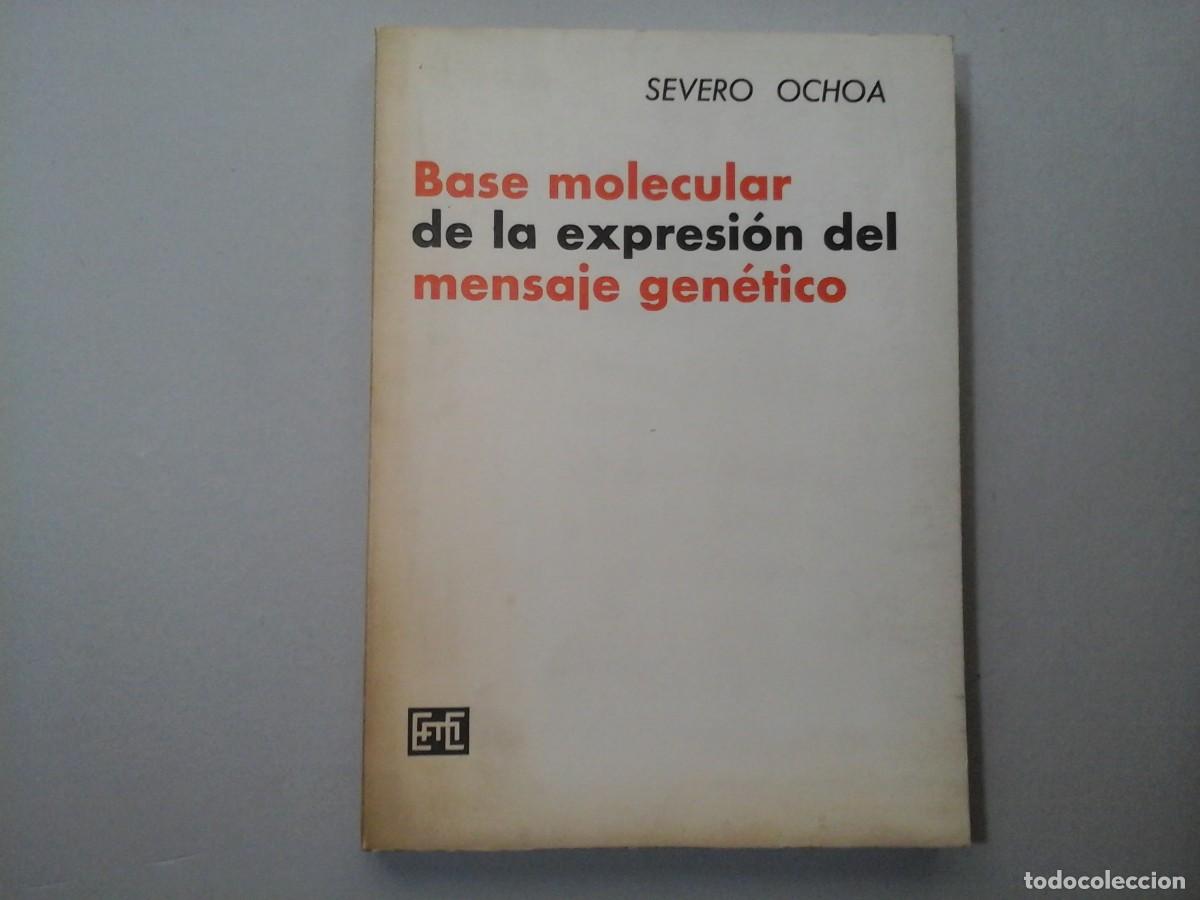 SEVERO OCHOA
Base molecular
de la expresión del
mensaje genético
todocoleccion